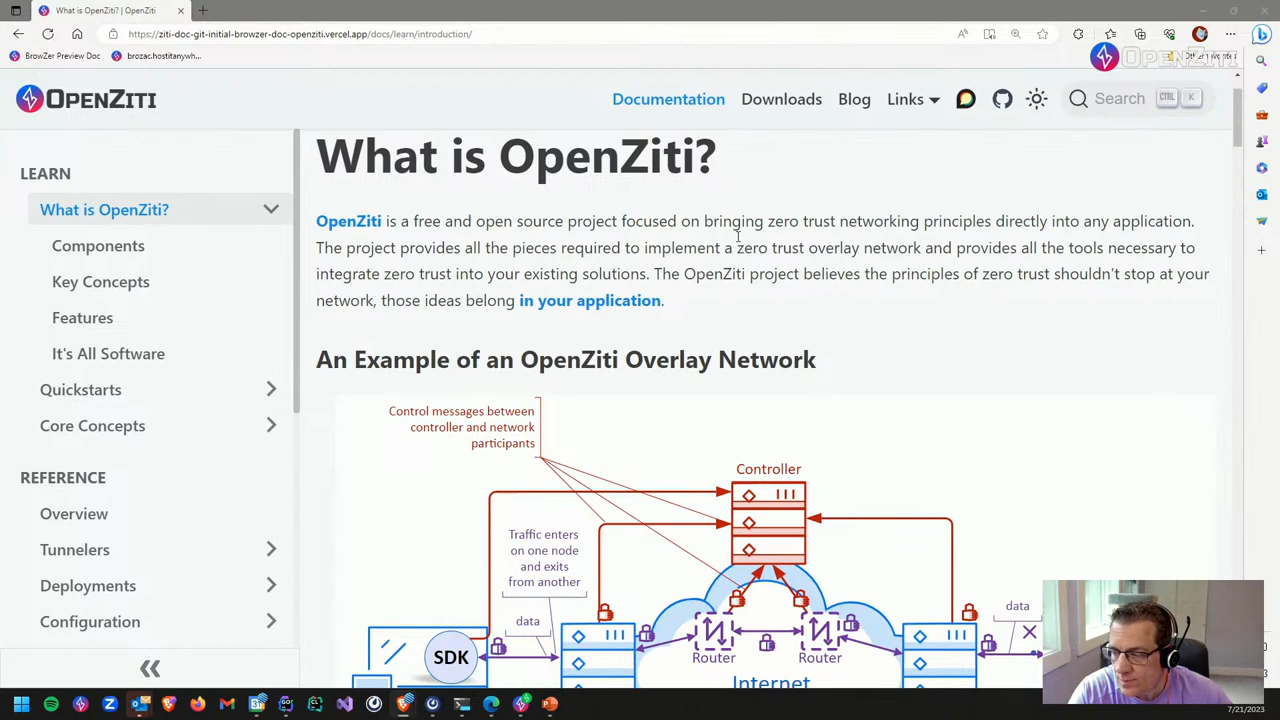 What is OpenZiti? | OpenZiti
https://ziti-doc-git-initial-browzer-doc-openziti.vercel.app/docs/learn/introduction/
BrowZer Preview Doc
brozac.hostitanywh...
OPENZITI
OPENZITI
Documentation
Downloads
Blog
Links
Search
CTRL
K
LEARN
What is OpenZiti?
Components
Key Concepts
Features
It's All Software
Quickstarts
Core Concepts
REFERENCE
Overview
Tunnelers
Deployments
Configuration
What is OpenZiti?
OpenZiti is a free and open source project focused on bringing zero trust networking principles directly into any application.
The project provides all the pieces required to implement a zero trust overlay network and provides all the tools necessary to
integrate zero trust into your existing solutions. The OpenZiti project believes the principles of zero trust shouldn't stop at your
network, those ideas belong in your application.
An Example of an OpenZiti Overlay Network
Control messages between
controller and network
participants
Controller
Traffic enters
on one node
and exits
from another
data
SDK
Router
Router
Internet
data
7/21/2023